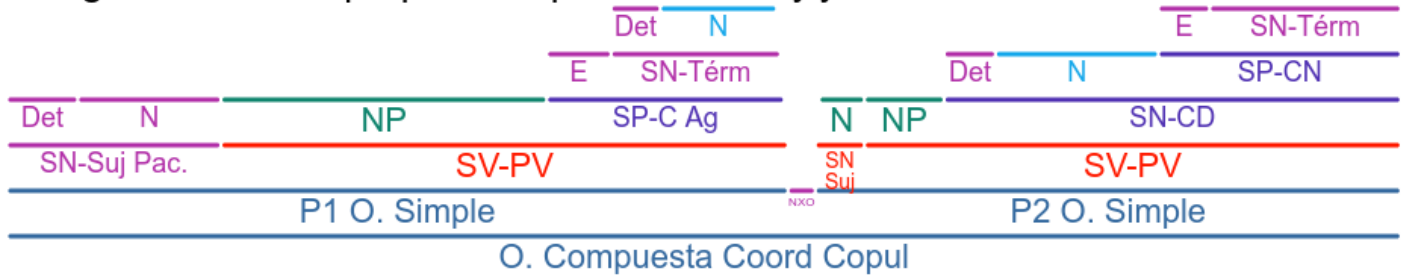 Det N E SN-Térm
E SN-Térm Det N SP-CN
Det N NP SP-C Ag N NP SN-CD
SN-Suj Pac. SV-PV SN Suj SV-PV
P1 O. Simple NXO P2 O. Simple
O. Compuesta Coord Copul